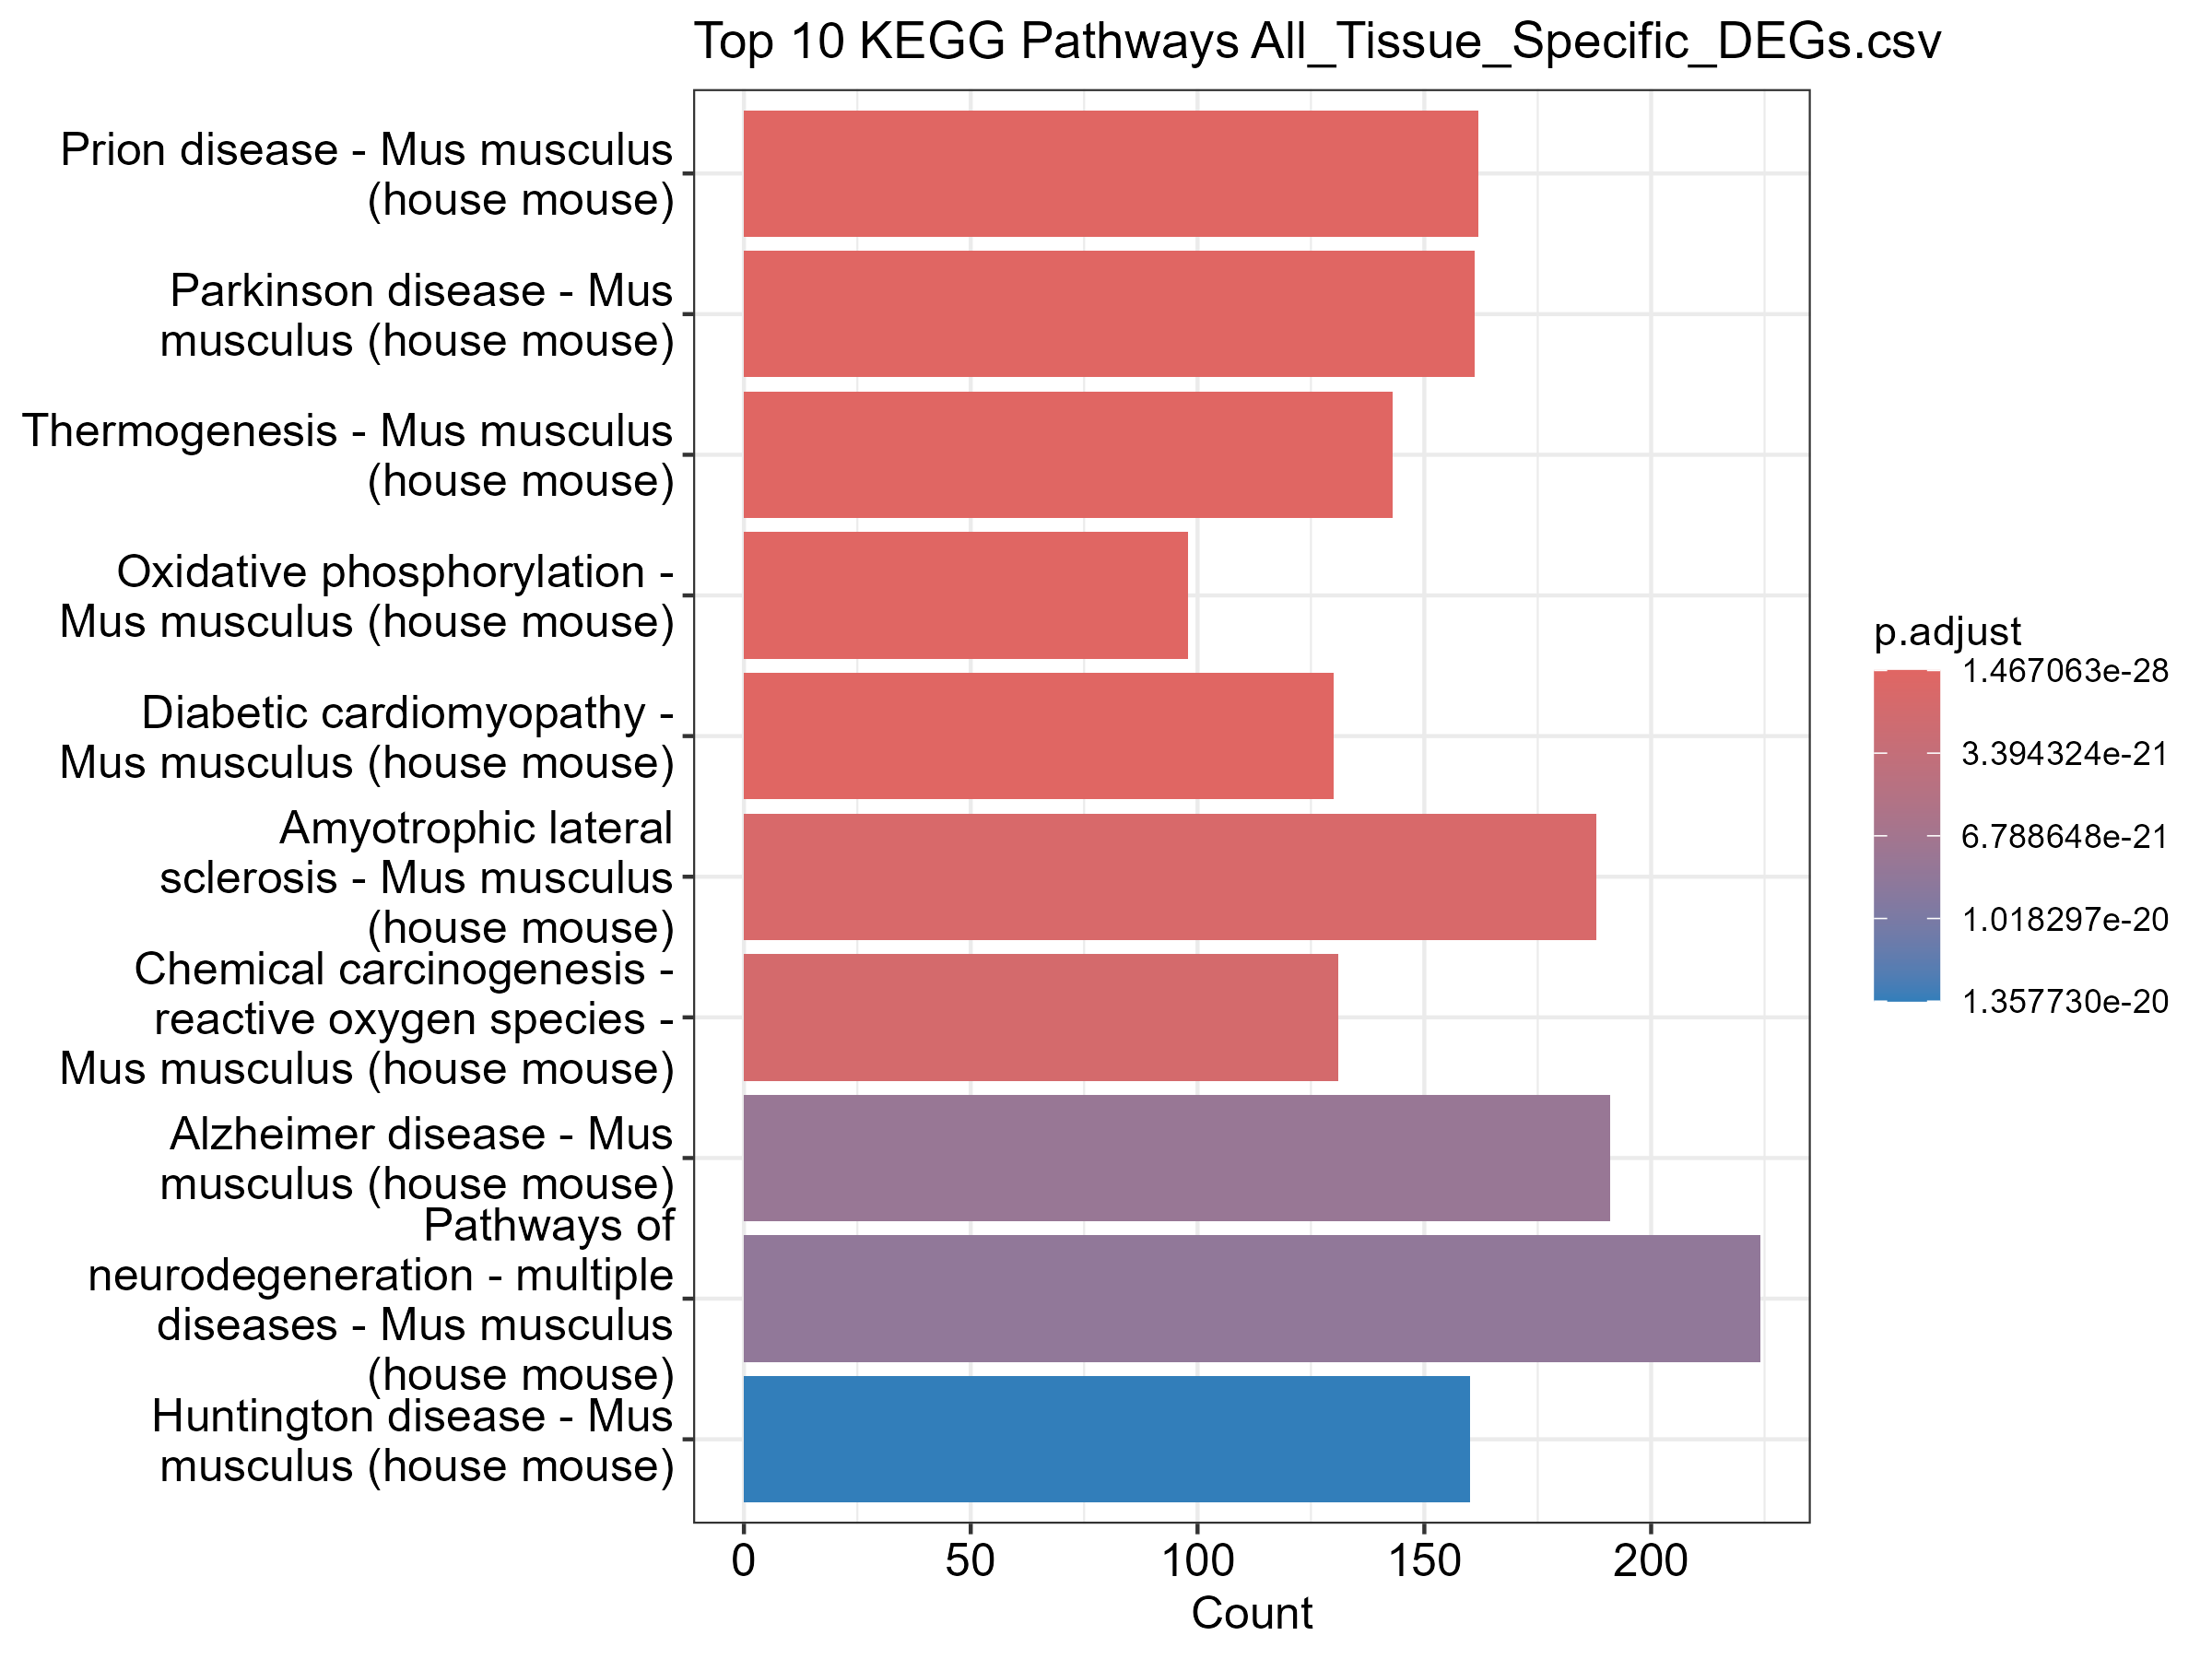 Top 10 KEGG Pathways All_Tissue_Specific_DEGs.csv
Prion disease - Mus musculus
(house mouse)
Parkinson disease - Mus
musculus (house mouse)
Thermogenesis - Mus musculus
(house mouse)
Oxidative phosphorylation -
Mus musculus (house mouse)
Diabetic cardiomyopathy -
Mus musculus (house mouse)
Amyotrophic lateral
sclerosis - Mus musculus
(house mouse)
Chemical carcinogenesis -
reactive oxygen species -
Mus musculus (house mouse)
Alzheimer disease - Mus
musculus (house mouse)
Pathways of
neurodegeneration - multiple
diseases - Mus musculus
(house mouse)
Huntington disease - Mus
musculus (house mouse)
0 50 100 150 200
Count
p.adjust
1.467063e-28
3.394324e-21
6.788648e-21
1.018297e-20
1.357730e-20